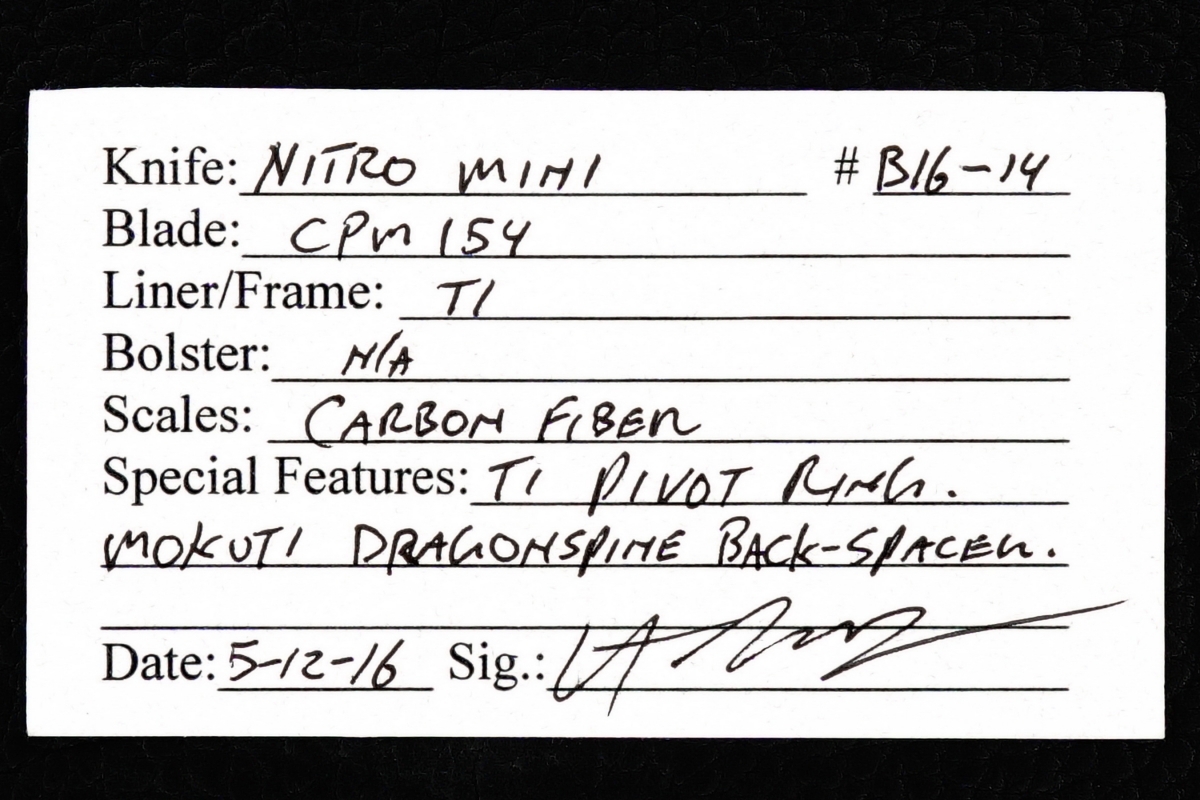 Knife: NITRO MINI # B16-14
Blade: CPM 154
Liner/Frame: TI
Bolster: N/A
Scales: CARBON FIBER
Special Features: TI PIVOT RING.
MOKUTI DRAGONSPINE BACK-SPACER.
Date: 5-12-16 Sig.: